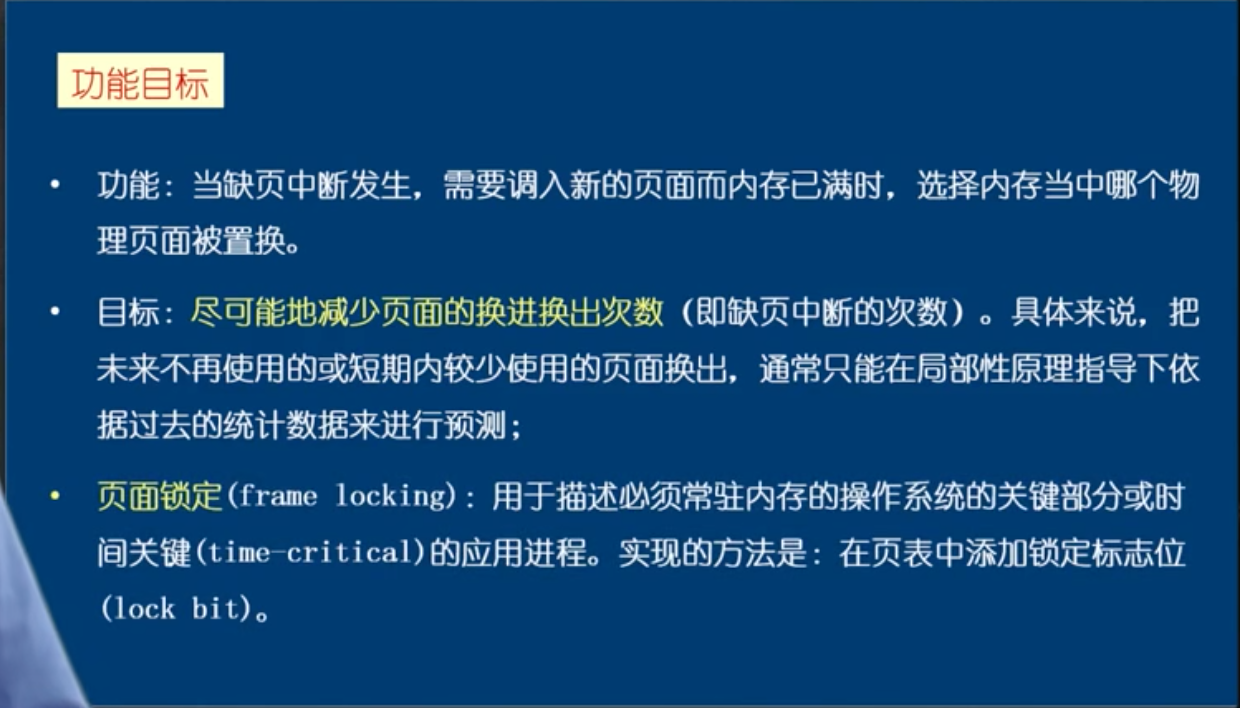 功能目标
• 功能：当缺页中断发生，需要调入新的页面而内存已满时，选择内存当中哪个物
理页面被置换。
• 目标：尽可能地减少页面的换进换出次数（即缺页中断的次数）。具体来说，把
未来不再使用的或短期内较少使用的页面换出，通常只能在局部性原理指导下依
据过去的统计数据来进行预测；
• 页面锁定(frame locking)：用于描述必须常驻内存的操作系统的关键部分或时
间关键(time-critical)的应用进程。实现的方法是：在页表中添加锁定标志位
(lock bit)。